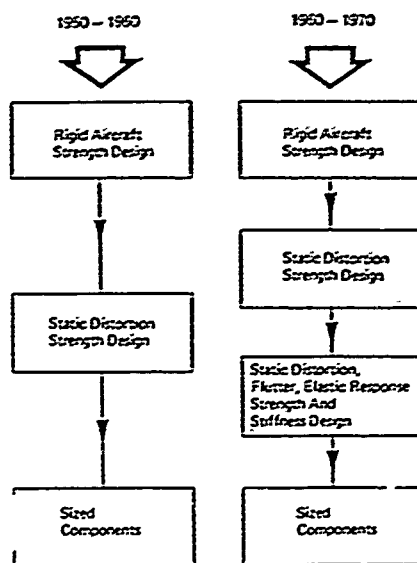 1950 – 1960
Rigid Aircraft
Strength Design
Static Distortion
Strength Design
Sized
Components
1960 – 1970
Rigid Aircraft
Strength Design
Static Distortion
Strength Design
Static Distortion,
Flutter, Elastic Response
Strength And
Stiffness Design
Sized
Components